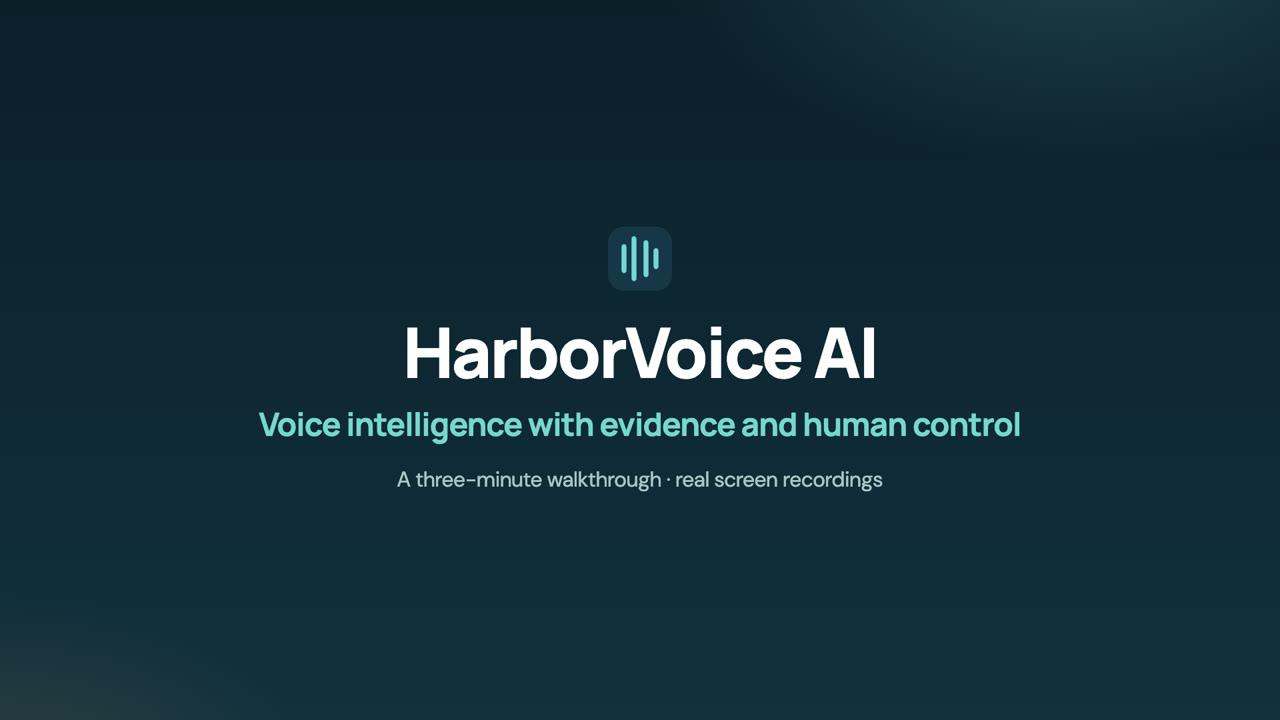 HarborVoice AI
Voice intelligence with evidence and human control
A three-minute walkthrough · real screen recordings